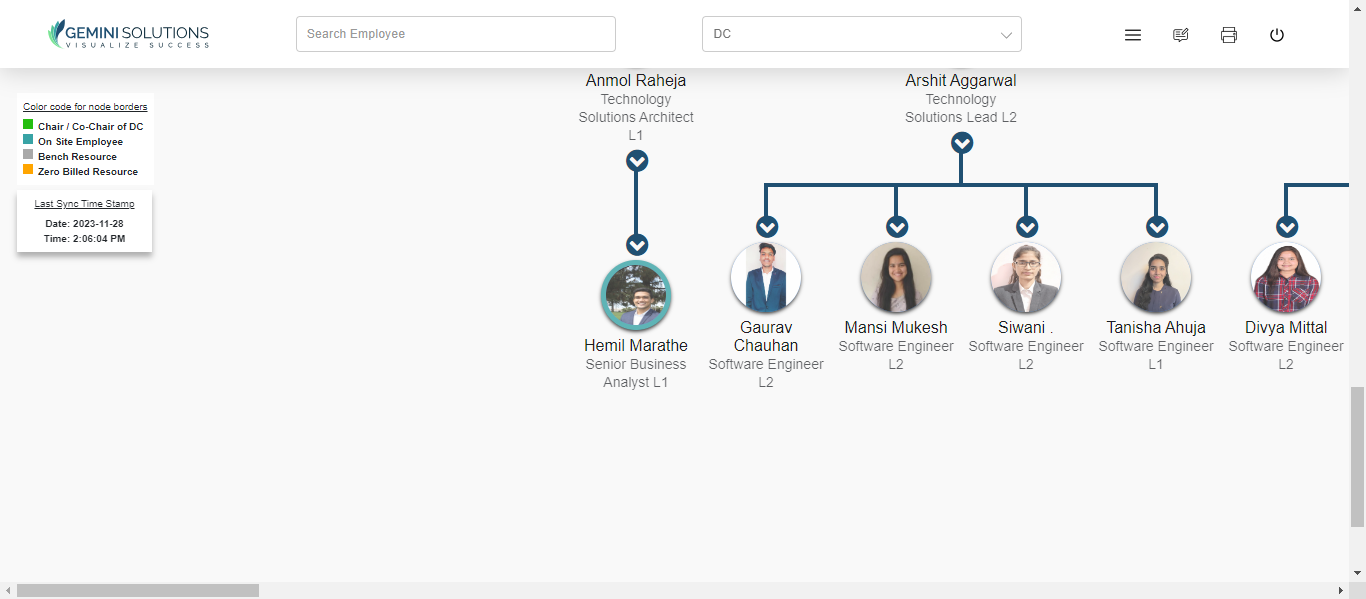 GEMINI SOLUTIONS
VISUALIZE SUCCESS
Search Employee
DC
Color code for node borders
Chair / Co-Chair of DC
On Site Employee
Bench Resource
Zero Billed Resource
Last Sync Time Stamp
Date: 2023-11-28
Time: 2:06:04 PM
Anmol Raheja
Technology
Solutions Architect
L1
Arshit Aggarwal
Technology
Solutions Lead L2
Hemil Marathe
Senior Business
Analyst L1
Gaurav
Chauhan
Software Engineer
L2
Mansi Mukesh
Software Engineer
L2
Siwani .
Software Engineer
L2
Tanisha Ahuja
Software Engineer
L1
Divya Mittal
Software Engineer
L2